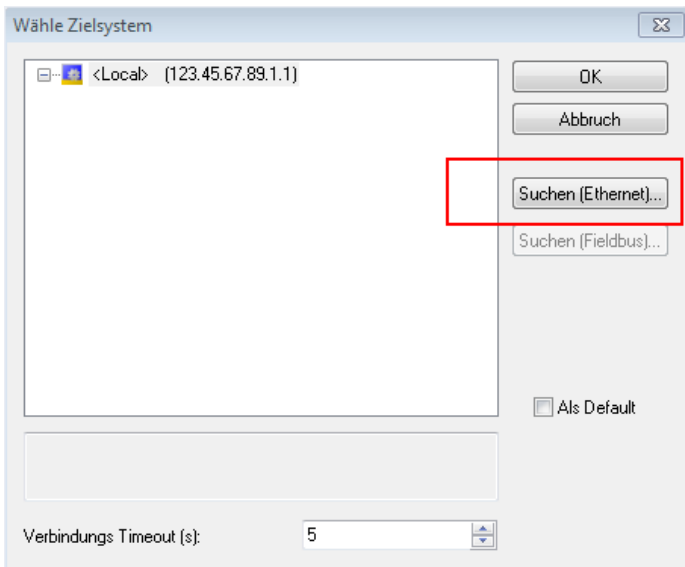 Wähle Zielsystem
<Local> (123.45.67.89.1.1)
OK
Abbruch
Suchen (Ethernet)...
Suchen (Fieldbus)...
Als Default
Verbindungs Timeout (s): 5